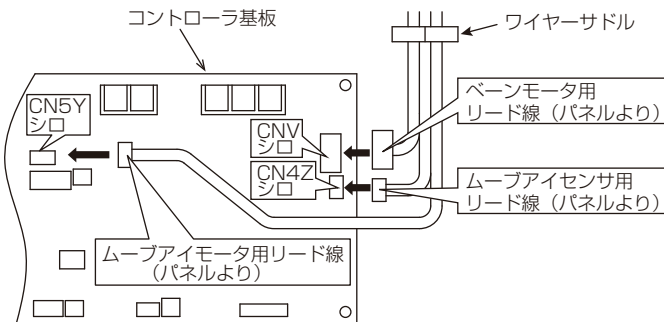 コントローラ基板
ワイヤーサドル
CN5Y
シロ
CNV
シロ
ベーンモータ用
リード線（パネルより）
CN4Z
シロ
ムーブアイセンサ用
リード線（パネルより）
ムーブアイモータ用リード線
（パネルより）